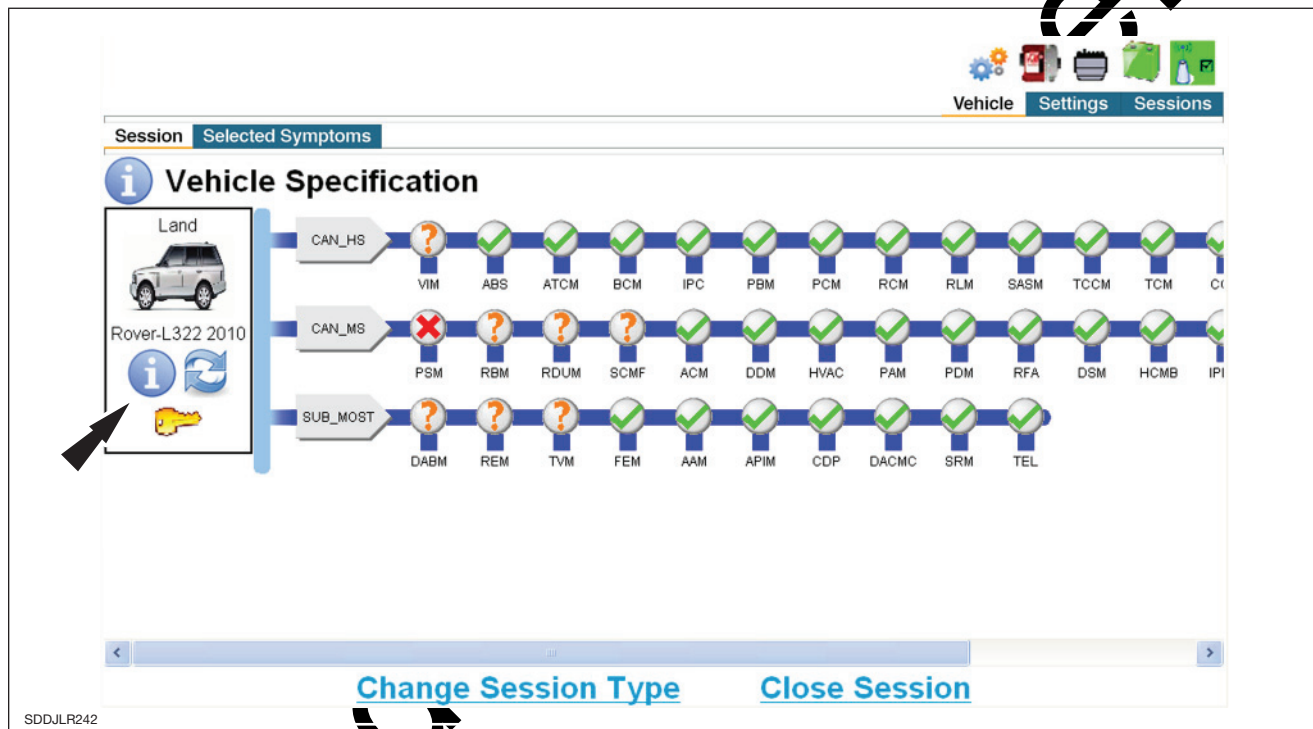 Vehicle Settings Sessions
Session Selected Symptoms
Vehicle Specification
Land
Rover-L322 2010
CAN_HS
VIM ABS ATCM BCM IPC PBM PCM RCM RLM SASM TCCM TCM
CAN_MS
PSM RBM RDUM SCMF ACM DDM HVAC PAM PDM RFA DSM HCMB
SUB_MOST
DABM REM TVM FEM AAM APIM CDP DACMC SRM TEL
Change Session Type Close Session
SDDJLR242